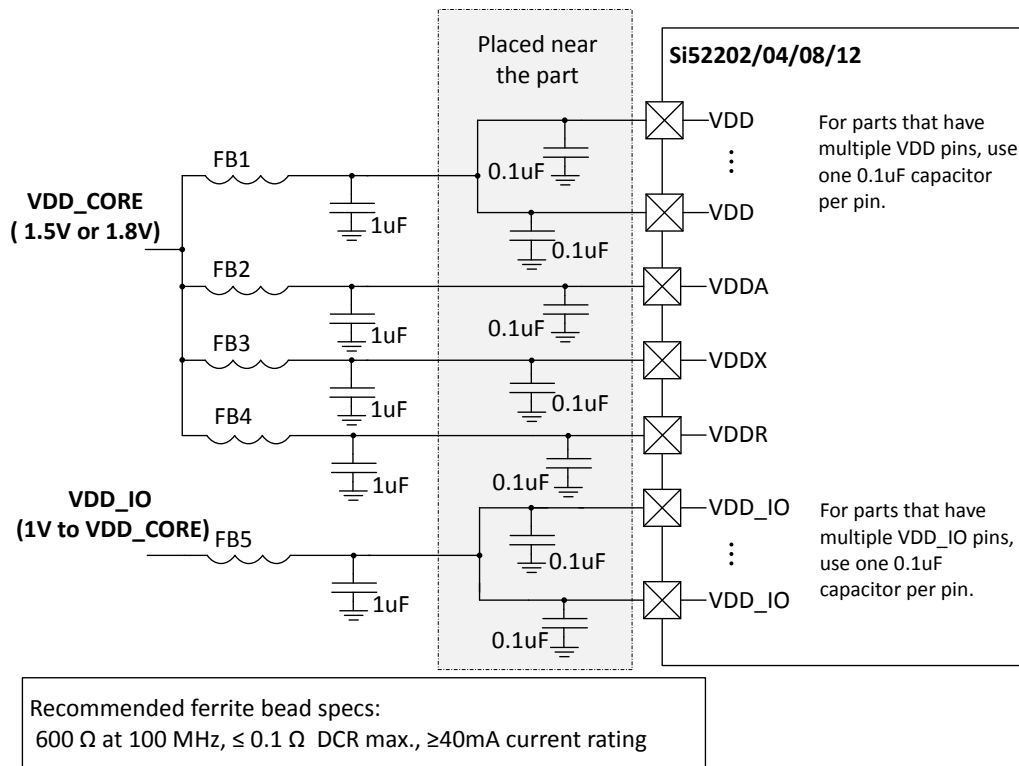 Placed near
the part
Si52202/04/08/12
VDD
For parts that have
multiple VDD pins, use
one 0.1uF capacitor
per pin.
FB1
0.1uF
VDD_CORE
( 1.5V or 1.8V)
1uF
VDD
0.1uF
FB2
VDDA
1uF
0.1uF
FB3
VDDX
1uF
0.1uF
FB4
VDDR
1uF
0.1uF
VDD_IO
(1V to VDD_CORE)
VDD_IO
For parts that have
multiple VDD_IO pins,
use one 0.1uF
capacitor per pin.
FB5
0.1uF
1uF
VDD_IO
0.1uF
Recommended ferrite bead specs:
600 Ω at 100 MHz, ≤ 0.1 Ω DCR max., ≥40mA current rating